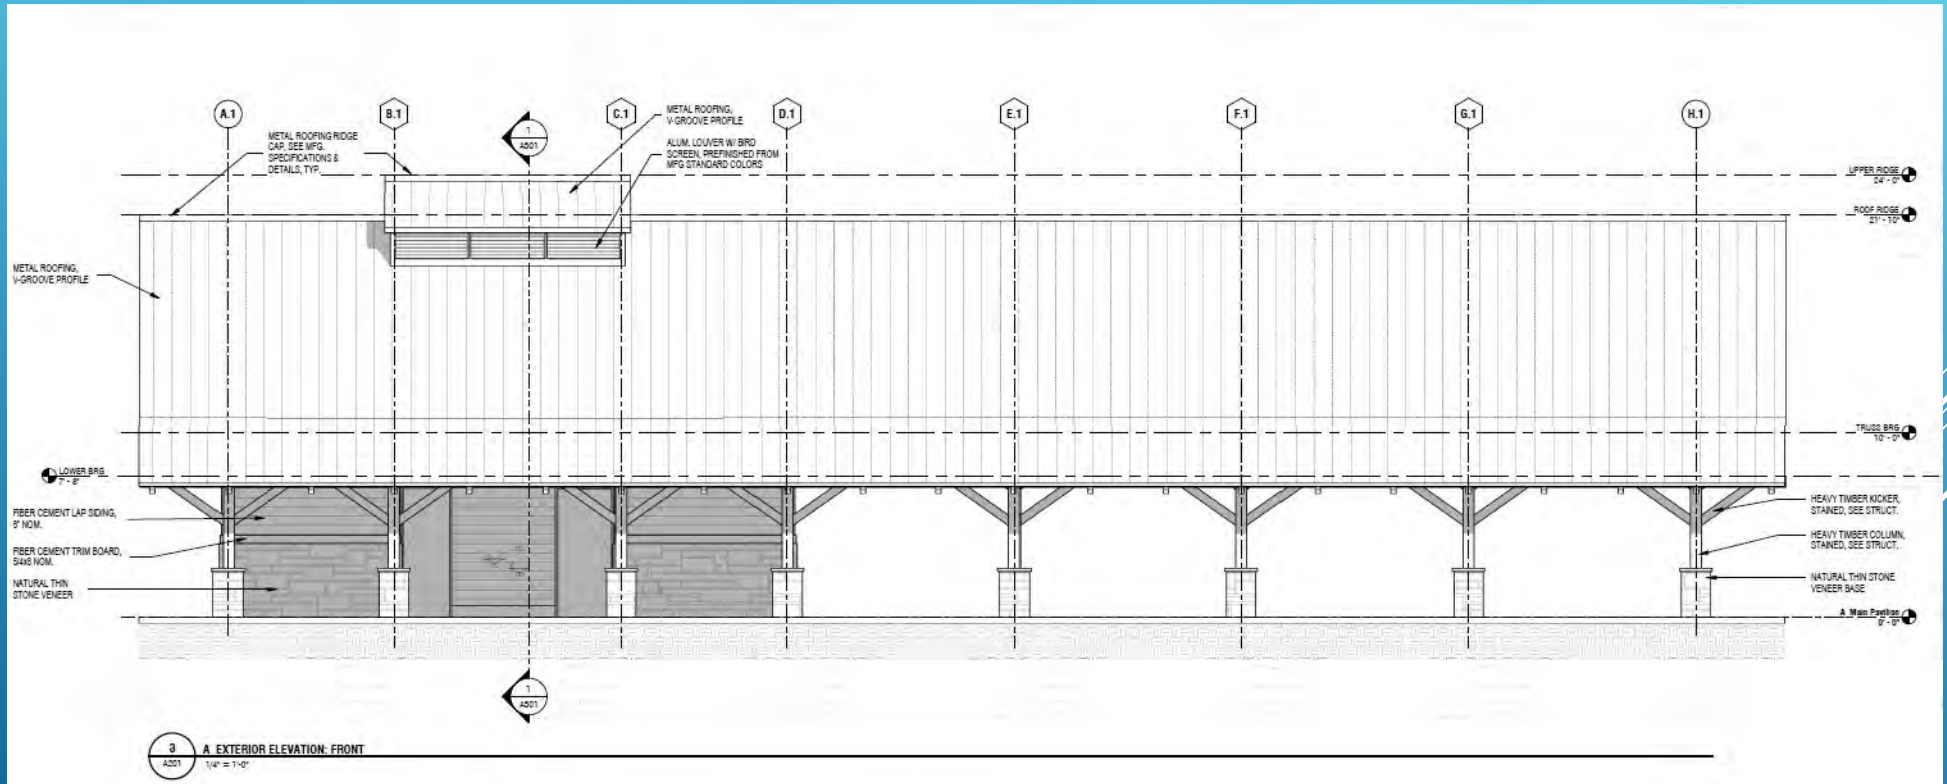 A.1
B.1
C.1
D.1
E.1
F.1
G.1
H.1
1
A501
METAL ROOFING RIDGE
CAP, SEE MFG.
SPECIFICATIONS &
DETAILS, TYP.
METAL ROOFING,
V-GROOVE PROFILE
ALUM. LOUVER W/ BIRD
SCREEN, PREFINISHED FROM
MFG STANDARD COLORS
UPPER RIDGE
24' - 0"
ROOF RIDGE
21' - 10"
METAL ROOFING,
V-GROOVE PROFILE
TRUSS BRG
10' - 0"
LOWER BRG
7' - 8"
FIBER CEMENT LAP SIDING,
6" NOM.
FIBER CEMENT TRIM BOARD,
5/4x6 NOM.
NATURAL THIN
STONE VENEER
HEAVY TIMBER KICKER,
STAINED, SEE STRUCT.
HEAVY TIMBER COLUMN,
STAINED, SEE STRUCT.
NATURAL THIN STONE
VENEER BASE
A Main Pavilion
0' - 0"
1
A501
3
A201
A EXTERIOR ELEVATION: FRONT
1/4" = 1'-0"